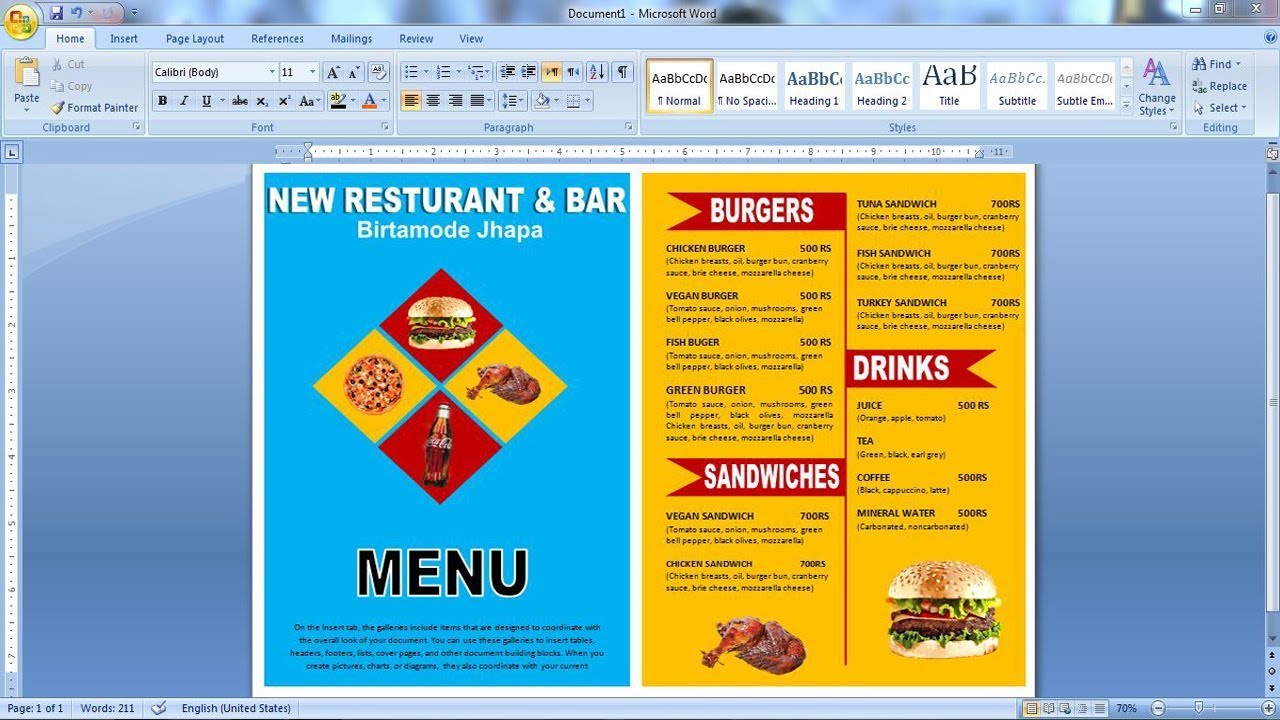 Document1 - Microsoft Word
Home Insert Page Layout References Mailings Review View
Paste
Cut
Copy
Format Painter
Clipboard
Calibri (Body) 11
Font
Paragraph
AaBbCcDc AaBbCcDc AaBbC AaBbCc AaB AaBbCc. AaBbCcDc
¶ Normal ¶ No Spaci... Heading 1 Heading 2 Title Subtitle Subtle Em...
Change Styles
Styles
Find
Replace
Select
Editing
1 2 3 4 5 6 7 8 9 10 11
NEW RESTURANT & BAR
Birtamode Jhapa
Coca-Cola
MENU
On the Insert tab, the galleries include items that are designed to coordinate with
the overall look of your document. You can use these galleries to insert tables,
headers, footers, lists, cover pages, and other document building blocks. When you
create pictures, charts, or diagrams, they also coordinate with your current
BURGERS
CHICKEN BURGER 500 RS
(Chicken breasts, oil, burger bun, cranberry
sauce, brie cheese, mozzarella cheese)
VEGAN BURGER 500 RS
(Tomato sauce, onion, mushrooms, green
bell pepper, black olives, mozzarella)
FISH BUGER 500 RS
(Tomato sauce, onion, mushrooms, green
bell pepper, black olives, mozzarella)
GREEN BURGER 500 RS
(Tomato sauce, onion, mushrooms, green
bell pepper, black olives, mozzarella
Chicken breasts, oil, burger bun, cranberry
sauce, brie cheese, mozzarella cheese)
SANDWICHES
VEGAN SANDWICH 700RS
(Tomato sauce, onion, mushrooms, green
bell pepper, black olives, mozzarella)
CHICKEN SANDWICH 700RS
(Chicken breasts, oil, burger bun, cranberry
sauce, brie cheese, mozzarella cheese)
TUNA SANDWICH 700RS
(Chicken breasts, oil, burger bun, cranberry
sauce, brie cheese, mozzarella cheese)
FISH SANDWICH 700RS
(Chicken breasts, oil, burger bun, cranberry
sauce, brie cheese, mozzarella cheese)
TURKEY SANDWICH 700RS
(Chicken breasts, oil, burger bun, cranberry
sauce, brie cheese, mozzarella cheese)
DRINKS
JUICE 500 RS
(Orange, apple, tomato)
TEA
(Green, black, earl grey)
COFFEE 500RS
(Black, cappuccino, latte)
MINERAL WATER 500RS
(Carbonated, noncarbonated)
Page: 1 of 1 Words: 211 English (United States) 70%